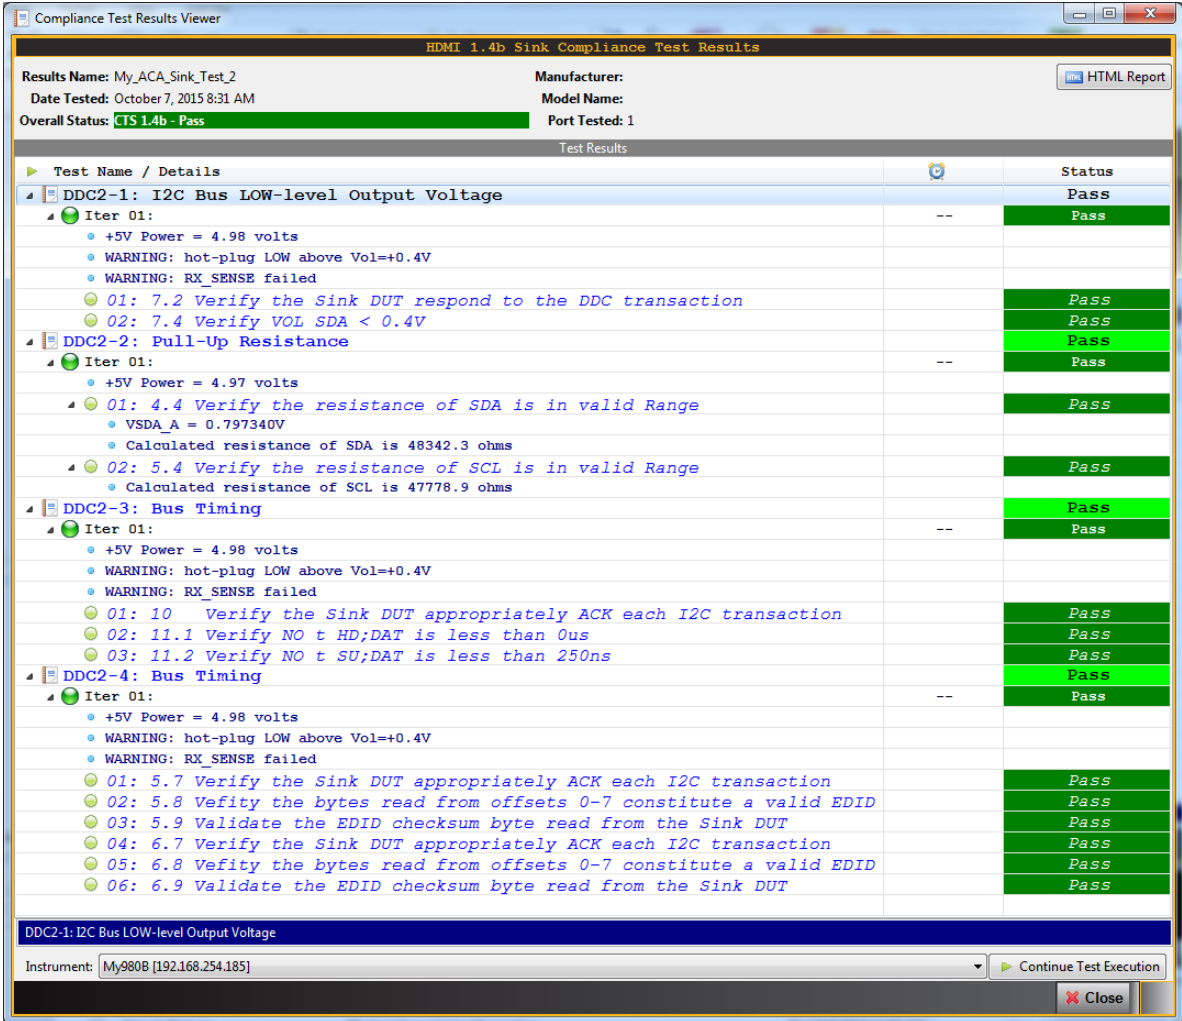 Compliance Test Results Viewer
HDMI 1.4b Sink Compliance Test Results
Results Name: My_ACA_Sink_Test_2
Manufacturer:
HTML HTML Report
Date Tested: October 7, 2015 8:31 AM
Model Name:
Overall Status: CTS 1.4b - Pass
Port Tested: 1
Test Results
Test Name / Details Status
DDC2-1: I2C Bus LOW-level Output Voltage Pass
Iter 01: -- Pass
+5V Power = 4.98 volts
WARNING: hot-plug LOW above Vol=+0.4V
WARNING: RX_SENSE failed
01: 7.2 Verify the Sink DUT respond to the DDC transaction Pass
02: 7.4 Verify VOL SDA < 0.4V Pass
DDC2-2: Pull-Up Resistance Pass
Iter 01: -- Pass
+5V Power = 4.97 volts
01: 4.4 Verify the resistance of SDA is in valid Range Pass
VSDA_A = 0.797340V
Calculated resistance of SDA is 48342.3 ohms
02: 5.4 Verify the resistance of SCL is in valid Range Pass
Calculated resistance of SCL is 47778.9 ohms
DDC2-3: Bus Timing Pass
Iter 01: -- Pass
+5V Power = 4.98 volts
WARNING: hot-plug LOW above Vol=+0.4V
WARNING: RX_SENSE failed
01: 10 Verify the Sink DUT appropriately ACK each I2C transaction Pass
02: 11.1 Verify NO t HD;DAT is less than 0us Pass
03: 11.2 Verify NO t SU;DAT is less than 250ns Pass
DDC2-4: Bus Timing Pass
Iter 01: -- Pass
+5V Power = 4.98 volts
WARNING: hot-plug LOW above Vol=+0.4V
WARNING: RX_SENSE failed
01: 5.7 Verify the Sink DUT appropriately ACK each I2C transaction Pass
02: 5.8 Vefity the bytes read from offsets 0-7 constitute a valid EDID Pass
03: 5.9 Validate the EDID checksum byte read from the Sink DUT Pass
04: 6.7 Verify the Sink DUT appropriately ACK each I2C transaction Pass
05: 6.8 Vefity the bytes read from offsets 0-7 constitute a valid EDID Pass
06: 6.9 Validate the EDID checksum byte read from the Sink DUT Pass
DDC2-1: I2C Bus LOW-level Output Voltage
Instrument: My980B [192.168.254.185] Continue Test Execution
Close